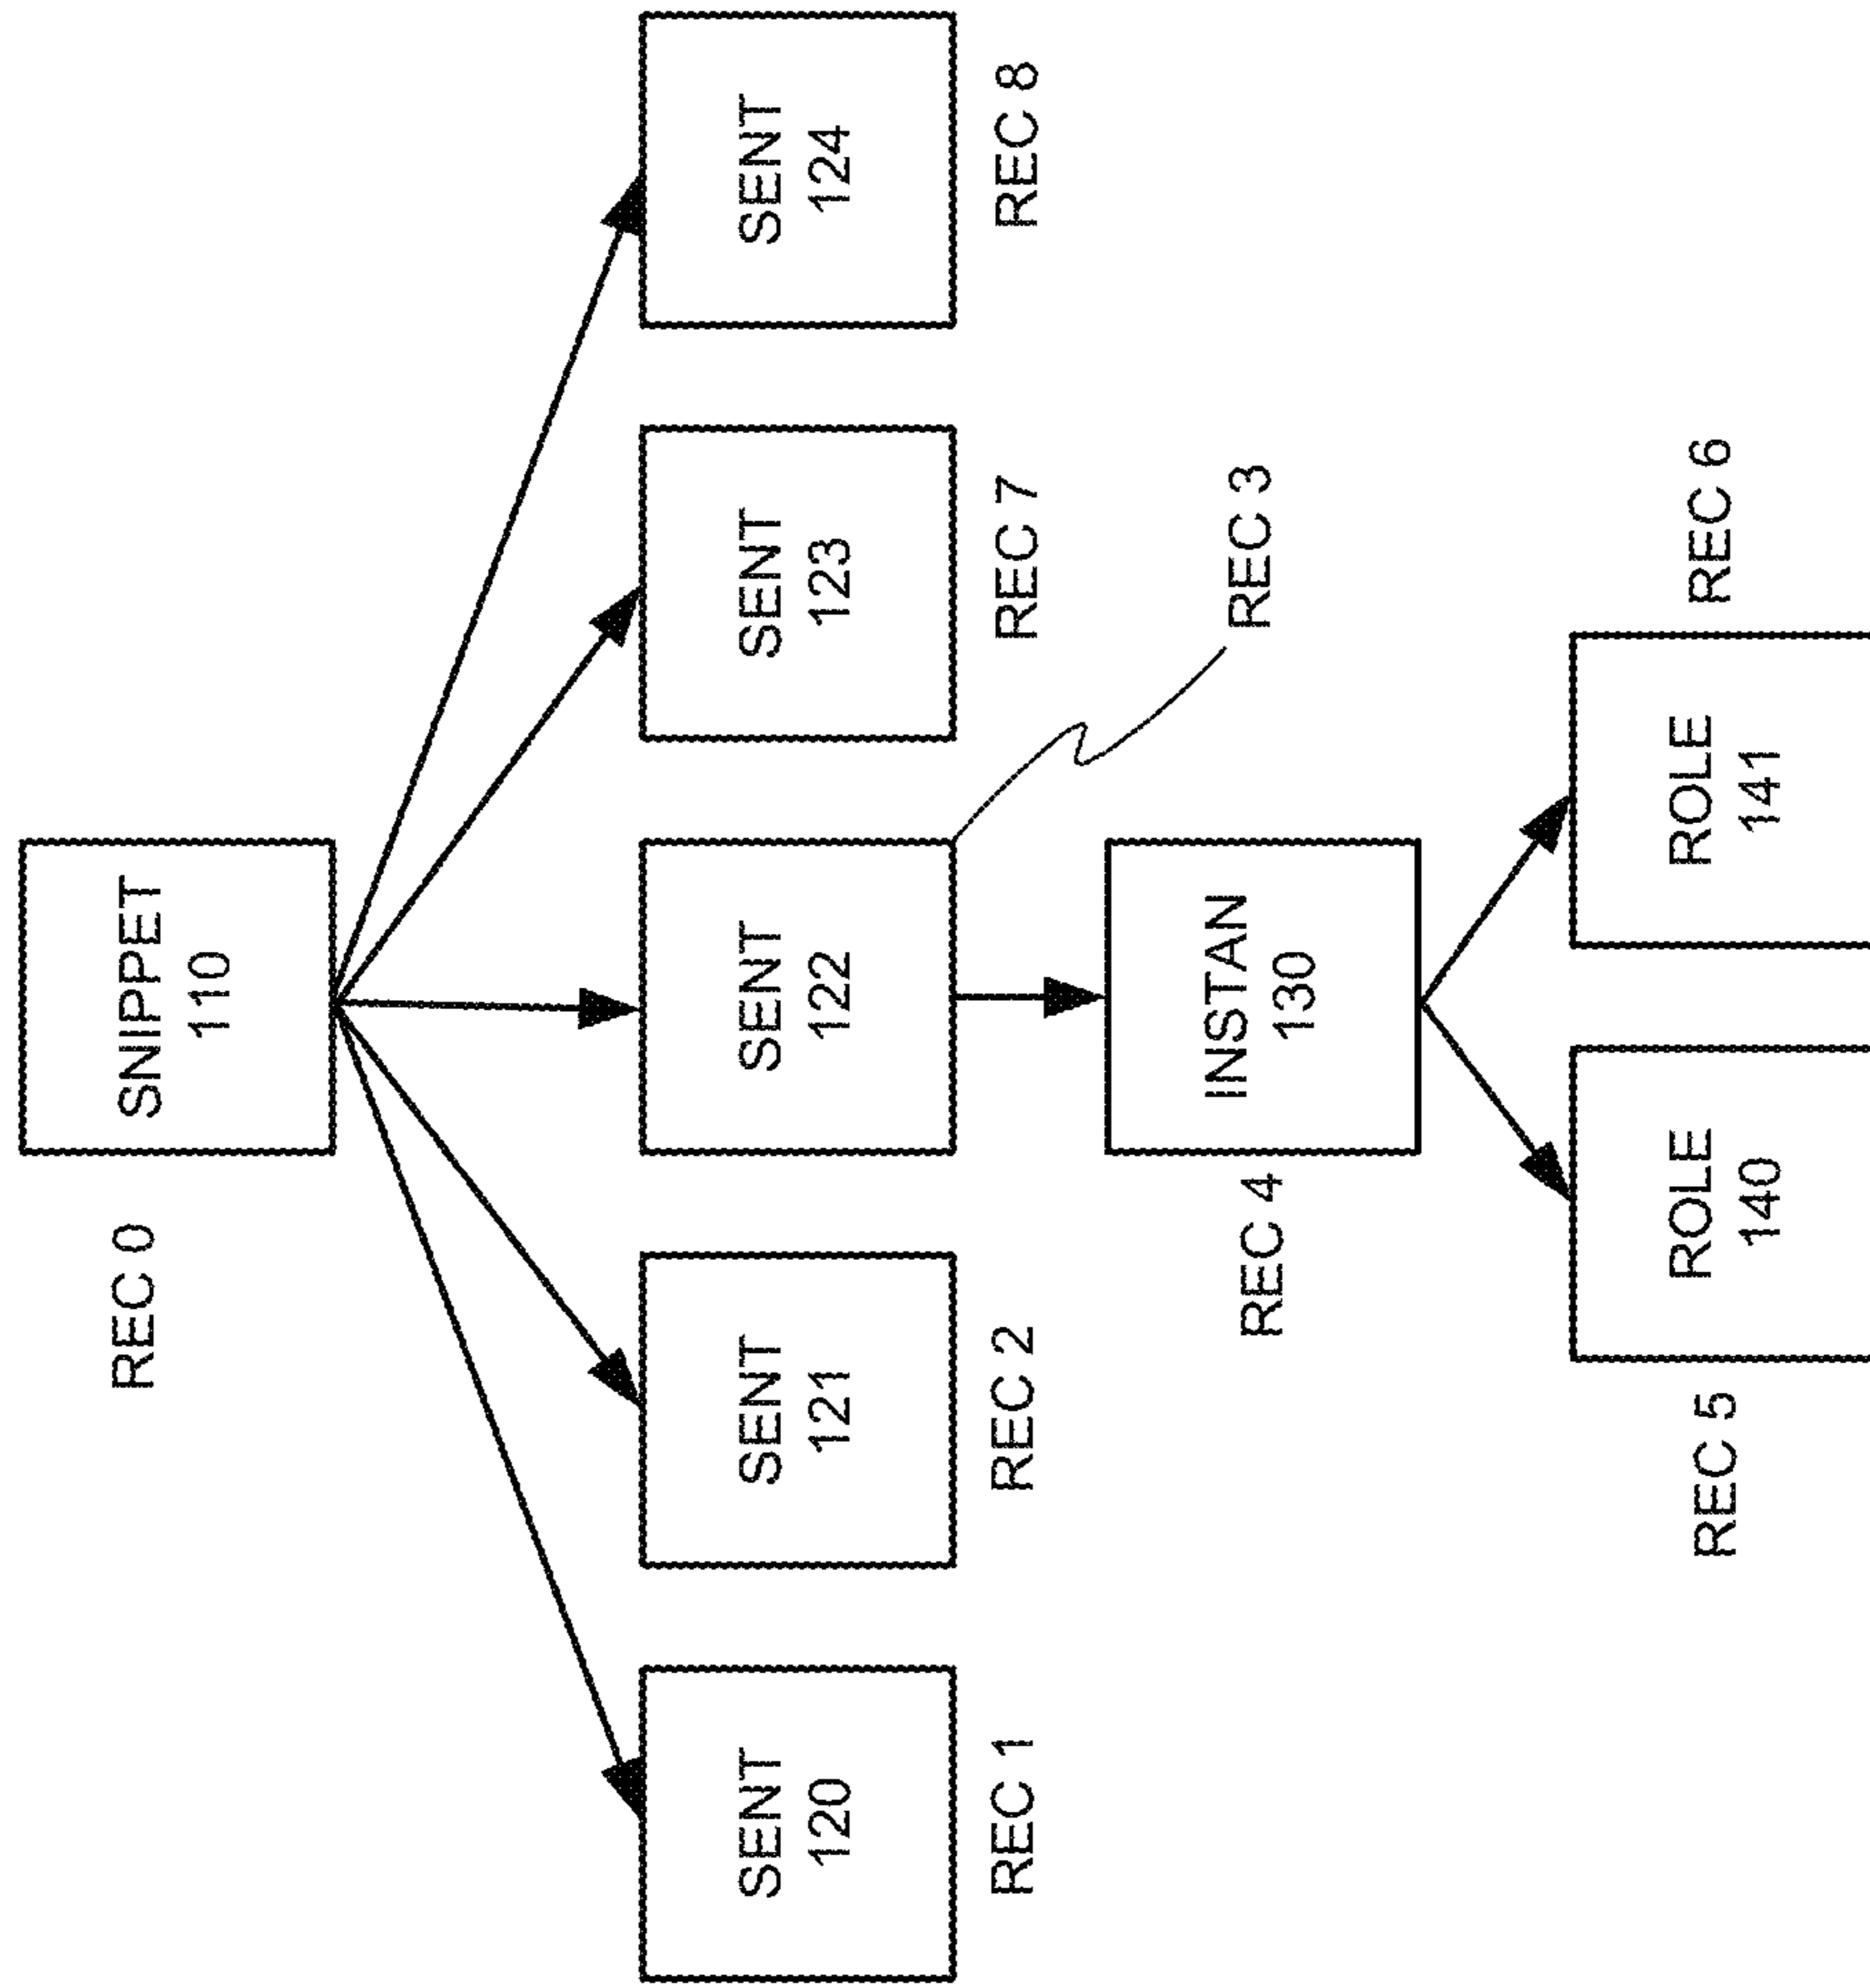 REC 0
SNIPPET
110
SENT
120
SENT
121
SENT
122
SENT
123
SENT
124
REC 1
REC 2
REC 7
REC 8
REC 4
INSTAN
130
REC 3
REC 5
ROLE
140
ROLE
141
REC 6